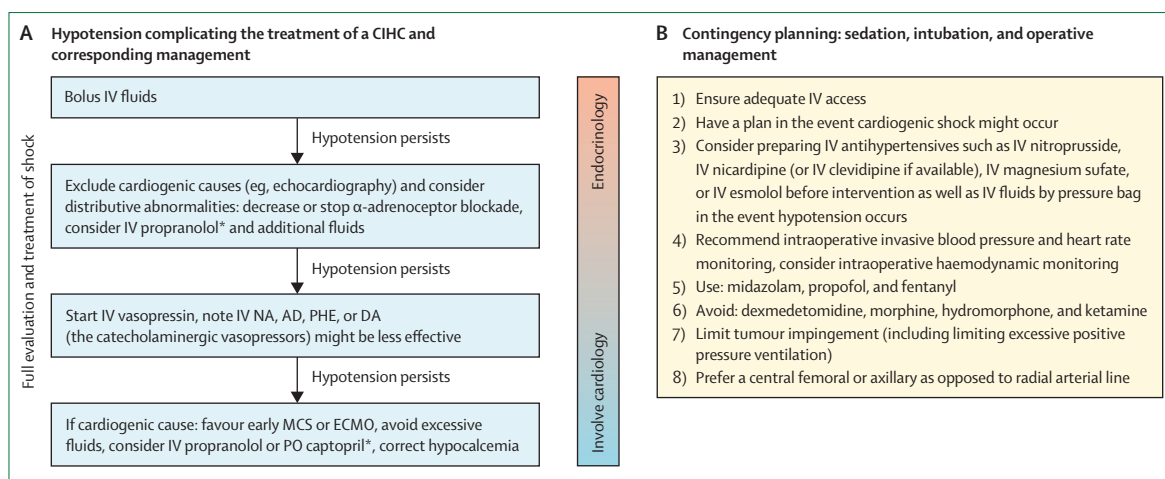 A Hypotension complicating the treatment of a CIHC and
corresponding management
Full evaluation and treatment of shock
Bolus IV fluids
Hypotension persists
Exclude cardiogenic causes (eg, echocardiography) and consider
distributive abnormalities: decrease or stop α-adrenoceptor blockade,
consider IV propranolol* and additional fluids
Hypotension persists
Start IV vasopressin, note IV NA, AD, PHE, or DA
(the catecholaminergic vasopressors) might be less effective
Hypotension persists
If cardiogenic cause: favour early MCS or ECMO, avoid excessive
fluids, consider IV propranolol or PO captopril*, correct hypocalcemia
Endocrinology
Involve cardiology
B Contingency planning: sedation, intubation, and operative
management
1) Ensure adequate IV access
2) Have a plan in the event cardiogenic shock might occur
3) Consider preparing IV antihypertensives such as IV nitroprusside,
IV nicardipine (or IV clevidipine if available), IV magnesium sufate,
or IV esmolol before intervention as well as IV fluids by pressure bag
in the event hypotension occurs
4) Recommend intraoperative invasive blood pressure and heart rate
monitoring, consider intraoperative haemodynamic monitoring
5) Use: midazolam, propofol, and fentanyl
6) Avoid: dexmedetomidine, morphine, hydromorphone, and ketamine
7) Limit tumour impingement (including limiting excessive positive
pressure ventilation)
8) Prefer a central femoral or axillary as opposed to radial arterial line